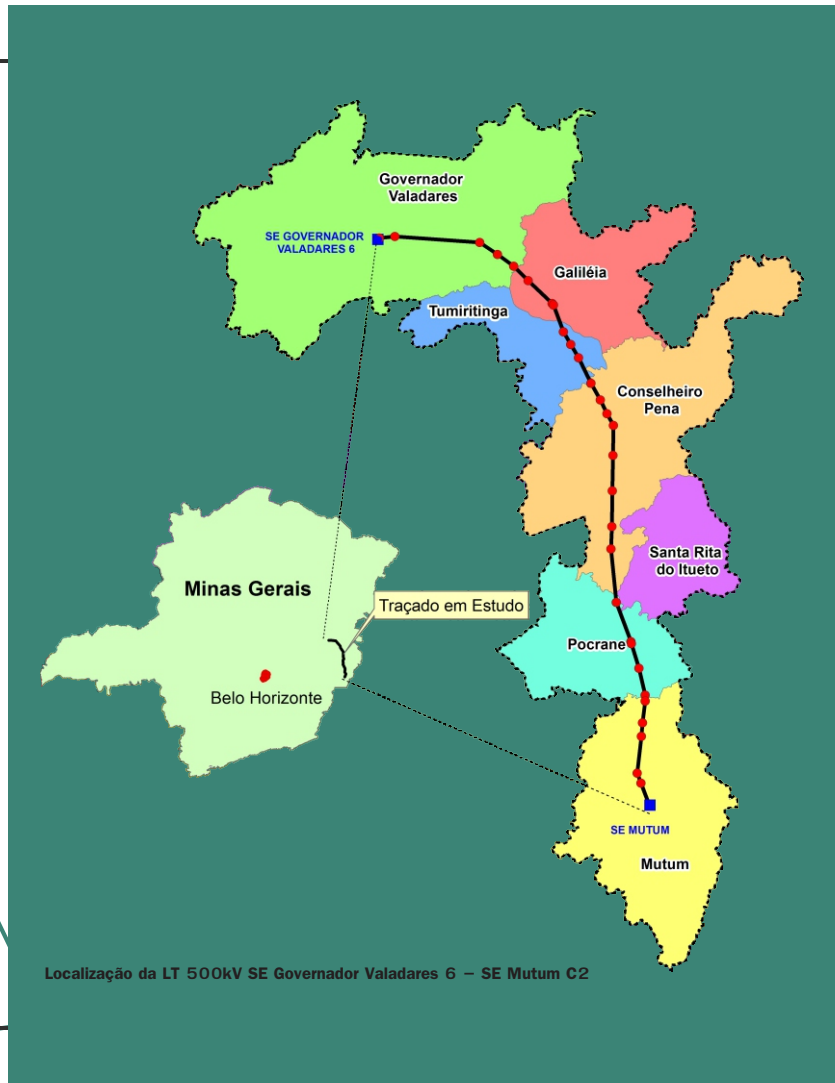 Governador
Valadares
SE GOVERNADOR
VALADARES 6
Galiléia
Tumiritinga
Conselheiro
Pena
Santa Rita
do Itueto
Minas Gerais
Traçado em Estudo
Pocrane
Belo Horizonte
SE MUTUM
Mutum
Localização da LT 500kV SE Governador Valadares 6 – SE Mutum C2